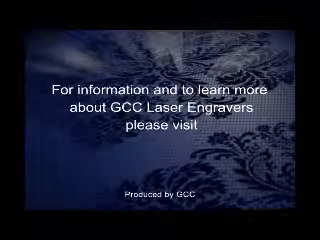 For information and to learn more
about GCC Laser Engravers
please visit
Produced by GCC